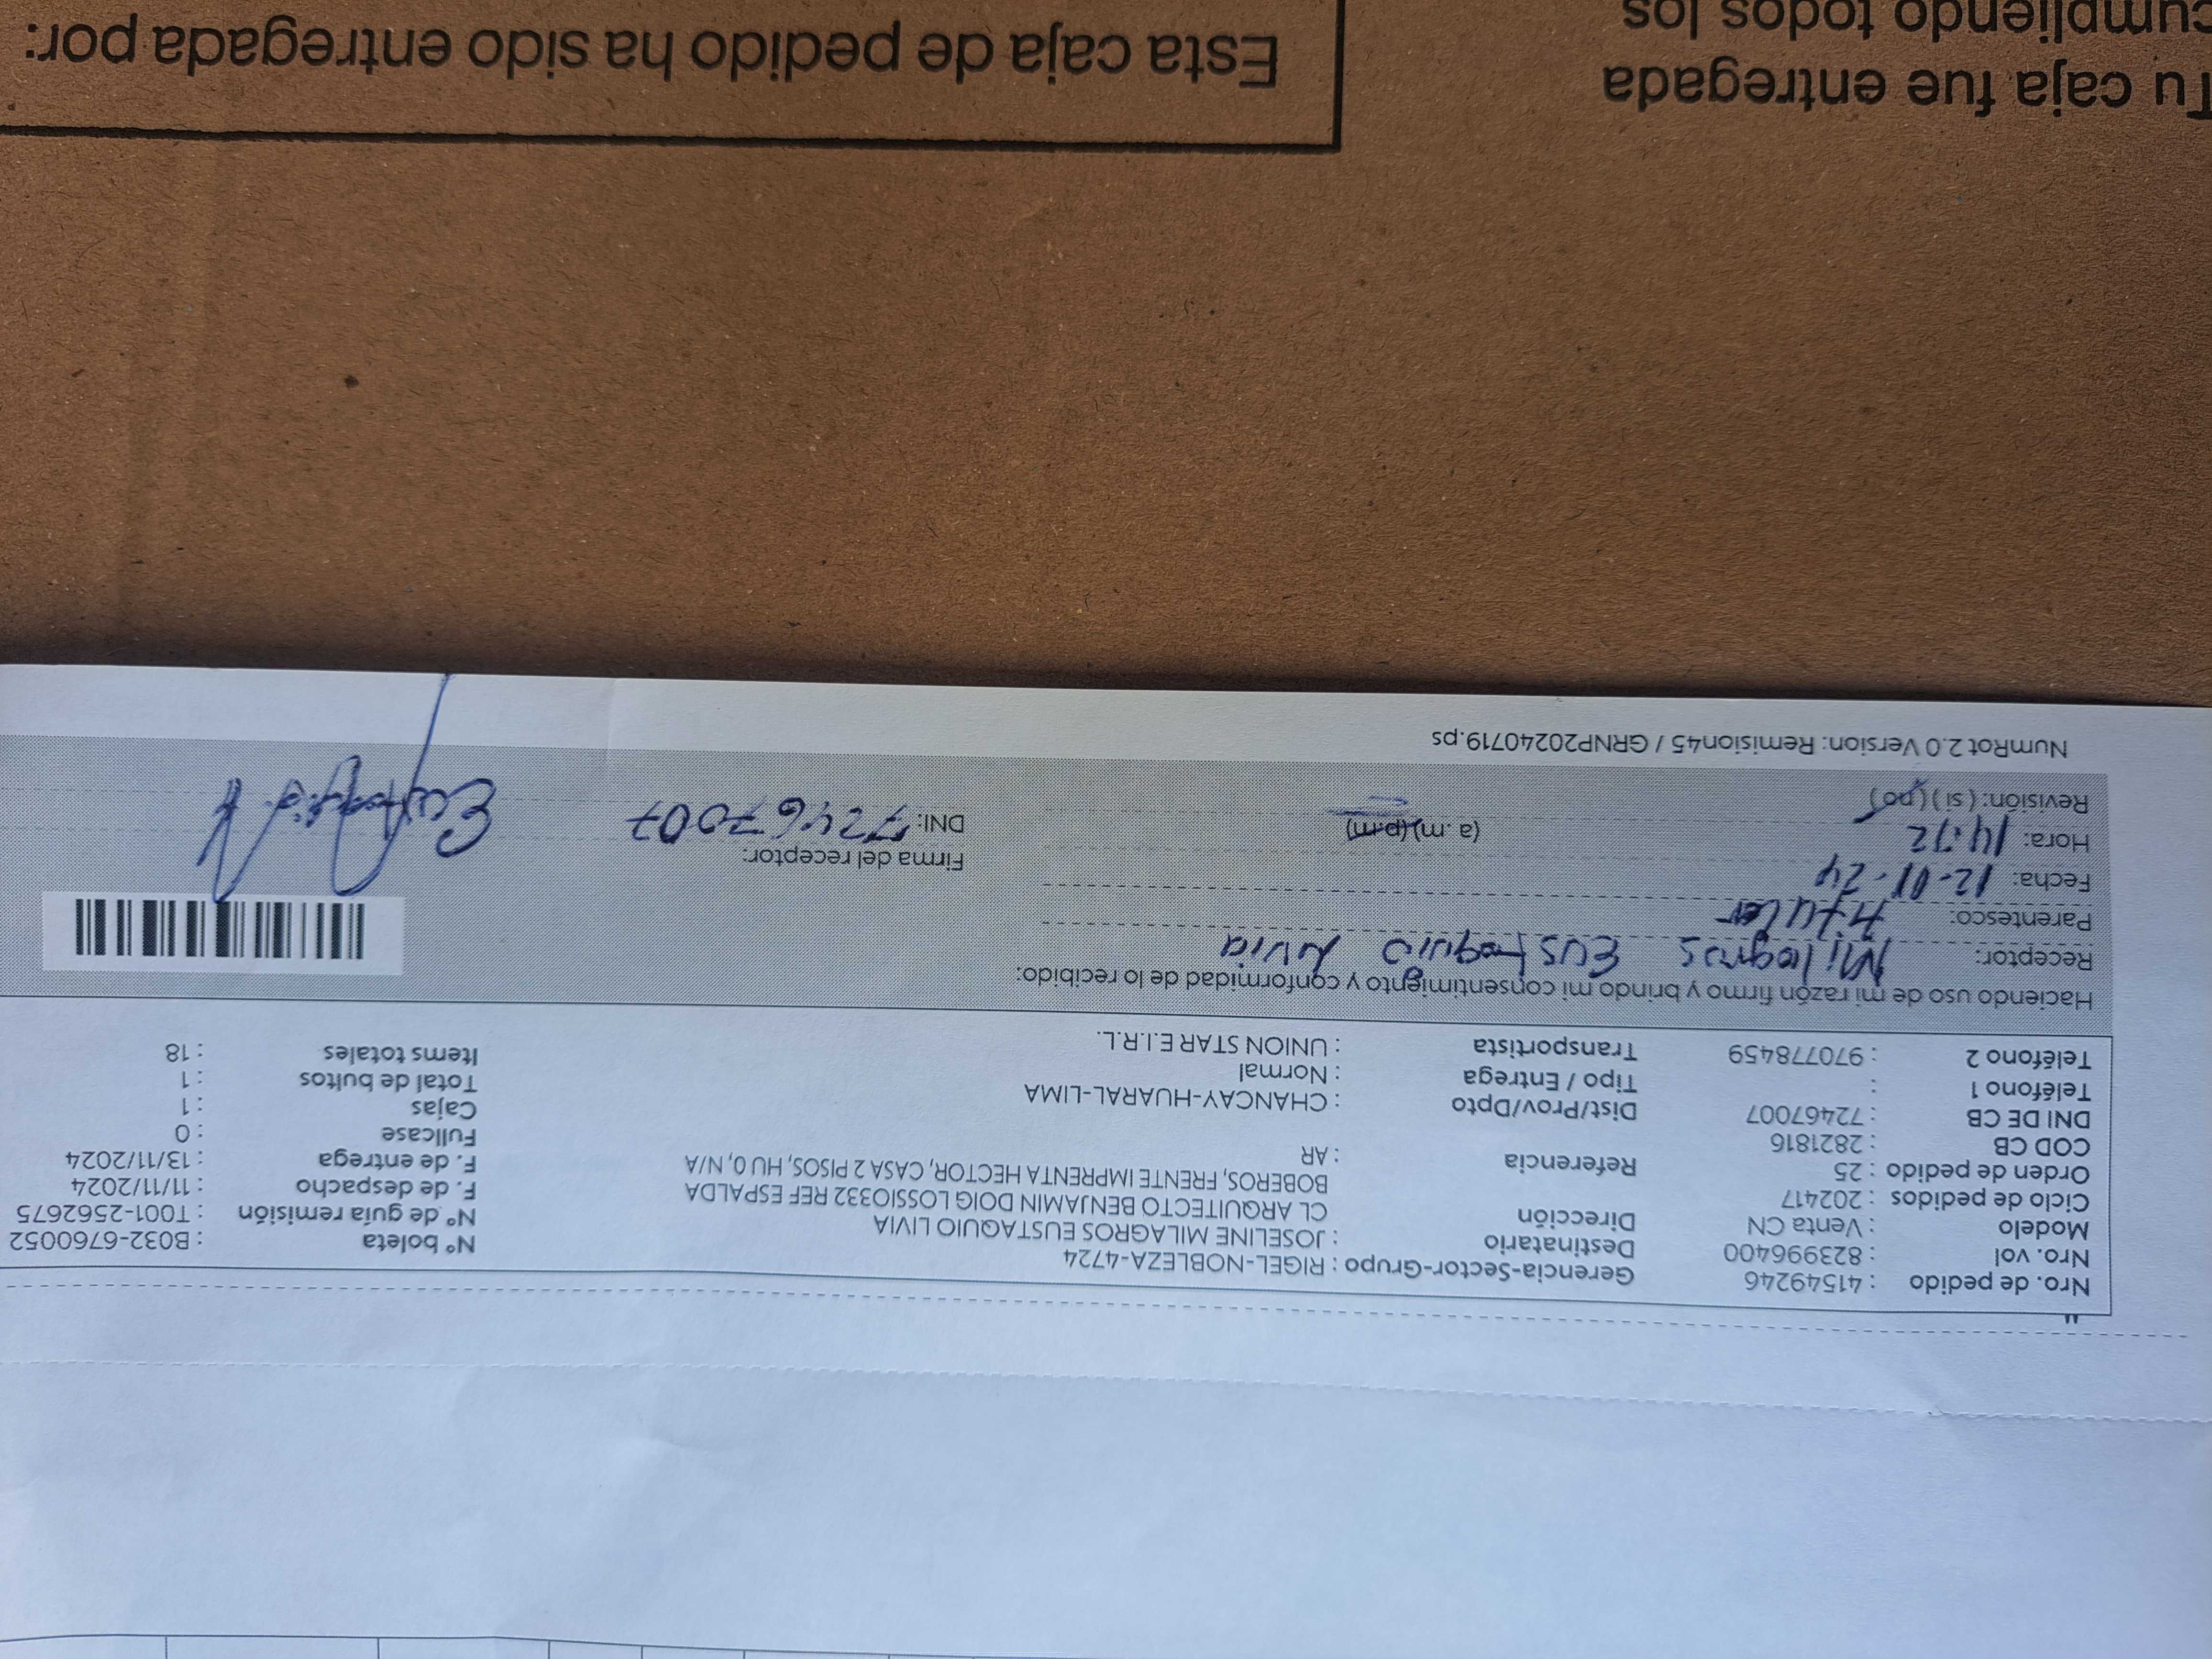 Nro. de pedido : 41549246
Nro. vol : 823996400
Modelo : Venta CN
Ciclo de pedidos : 202417
Orden de pedido : 25
COD CB : 2821816
DNI DE CB : 72467007
Teléfono 1 :
Teléfono 2 : 970778459
Gerencia-Sector-Grupo : RIGEL-NOBLEZA-4724
Destinatario : JOSELINE MILAGROS EUSTAQUIO LIVIA
Dirección CL ARQUITECTO BENJAMIN DOIG LOSSIO332 REF ESPALDA
BOBEROS, FRENTE IMPRENTA HECTOR, CASA 2 PISOS, HU 0, N/A
Referencia : AR
Dist/Prov/Dpto : CHANCAY-HUARAL-LIMA
Tipo / Entrega : Normal
Transportista : UNION STAR E.I.R.L.
N° boleta : B032-6760052
N° de guía remisión : T001-2562675
F. de despacho : 11/11/2024
F. de entrega : 13/11/2024
Fullcase : 0
Cajas : 1
Total de bultos : 1
Items totales : 18
Haciendo uso de mi razón firmo y brindo mi consentimiento y conformidad de lo recibido:
Receptor: Milagros Eustaquio Livia
Parentesco: titular
Fecha: 12-01-24
Hora: 14:12 (a .m) (p.m)
Revisión: ( si ) ( no )
Firma del receptor:
DNI: 72467007
NumRot 2.0 Version: Remision45 / GRNP20240719.ps
Tu caja fue entregada
cumpliendo todos los
Esta caja de pedido ha sido entregada por: